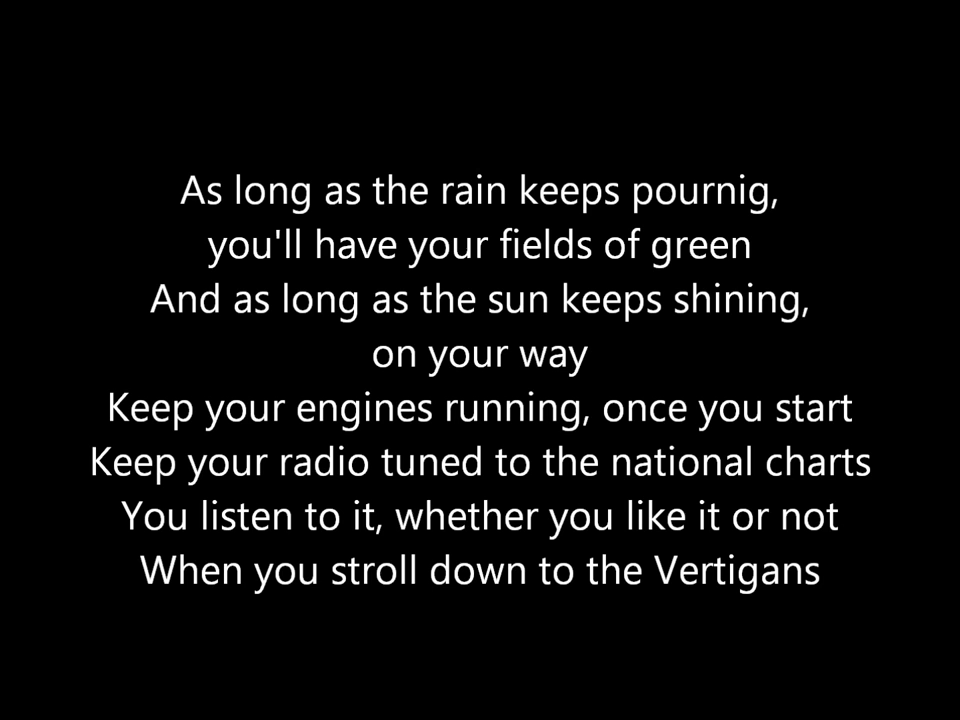 As long as the rain keeps pournig,
you'll have your fields of green
And as long as the sun keeps shining,
on your way
Keep your engines running, once you start
Keep your radio tuned to the national charts
You listen to it, whether you like it or not
When you stroll down to the Vertigans